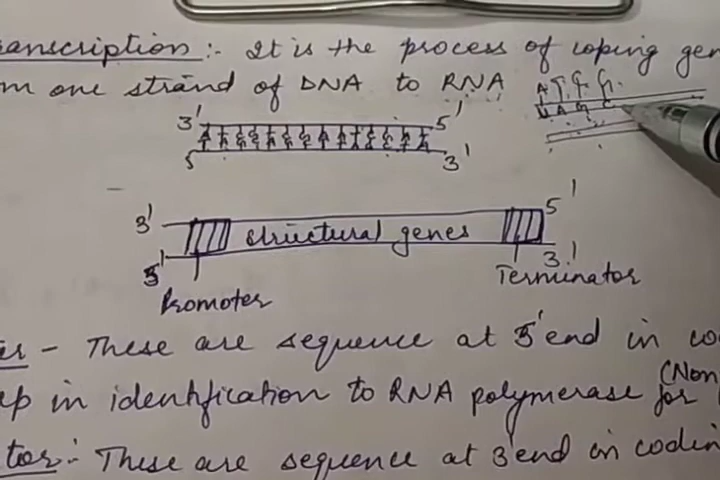 anscription:- It is the process of coping gen
m one strand of DNA to RNA
A T G G
U A G C
3' 5'
5 3'
3' structural genes 5'
5' 3'
Promoter Terminator
er - These are sequence at 5'end in co
ep in identification to RNA polymerase for
(Non
tor:- These are sequence at 3'end in codin